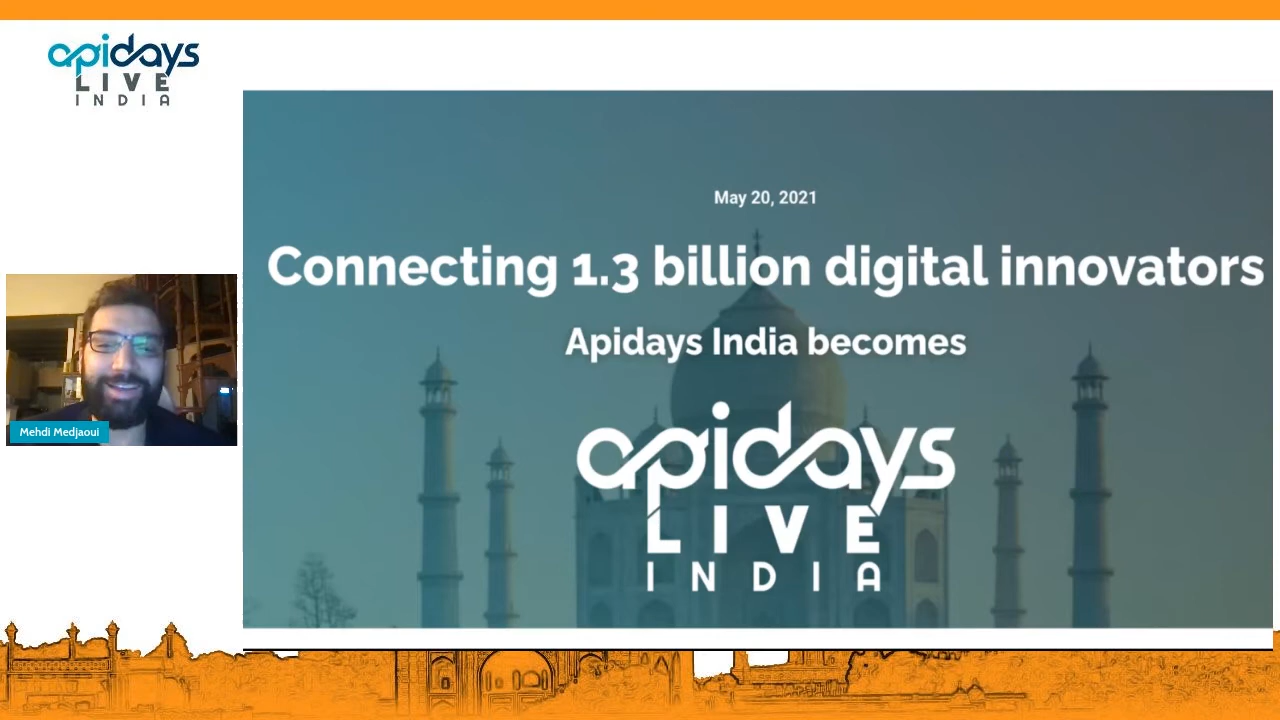 apidays
LIVE
INDIA
May 20, 2021
Connecting 1.3 billion digital innovators
Apidays India becomes
apidays
LIVE
INDIA
Mehdi Medjaoui